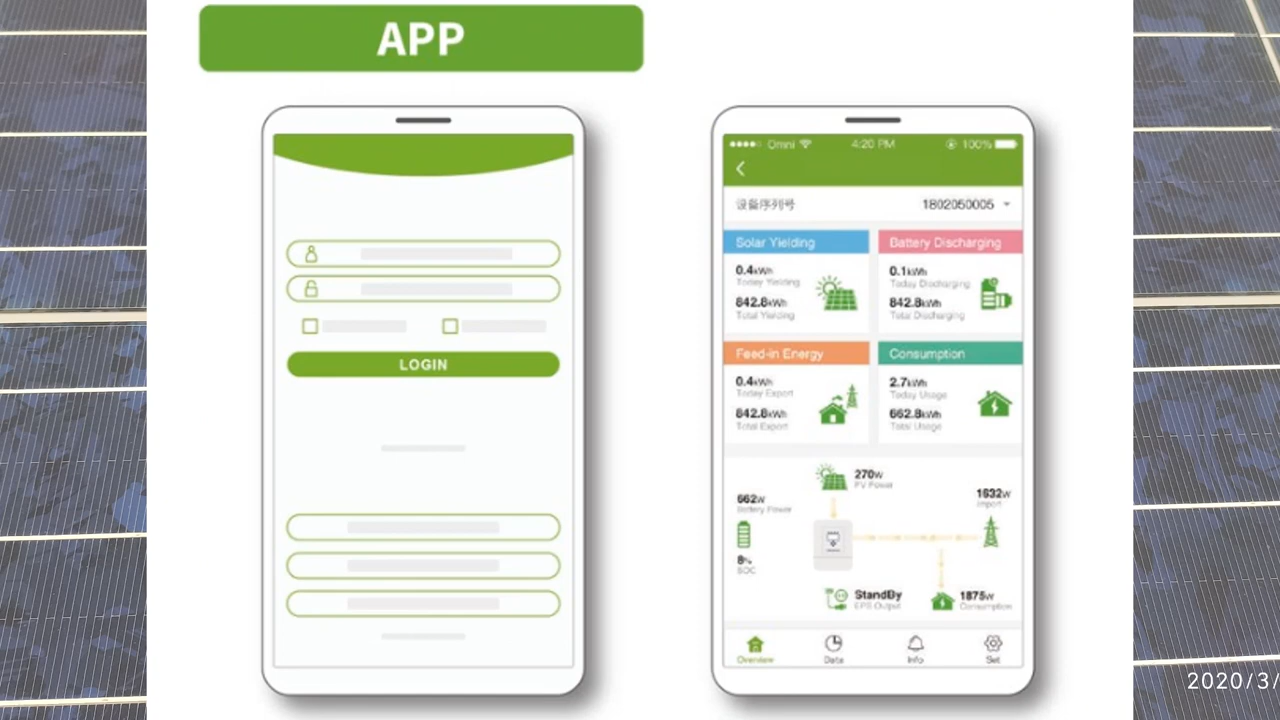 APP
LOGIN
Omni 4:20 PM 100%
设备序列号 1802050005
Solar Yielding
0.4kWh
Today Yielding
842.8kWh
Total Yielding
Battery Discharging
0.1kWh
Today Discharging
842.8kWh
Total Discharging
Feed-in Energy
0.4kWh
Today Export
842.8kWh
Total Export
Consumption
2.7kWh
Today Usage
662.8kWh
Total Usage
270W
PV Power
662W
Battery Power
1632W
Import
8%
SOC
StandBy
EPS Output
1875W
Consumption
Overview Data Info Set
2020/3/